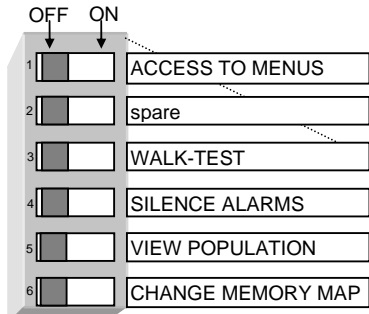 OFF ON
1 ACCESS TO MENUS
2 spare
3 WALK-TEST
4 SILENCE ALARMS
5 VIEW POPULATION
6 CHANGE MEMORY MAP